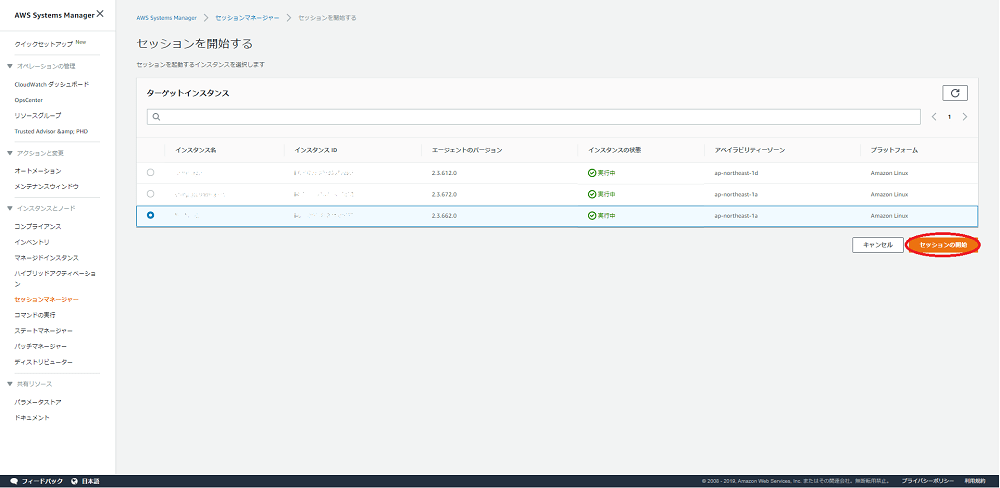 AWS Systems Manager
クイックセットアップ New
オペレーションの管理
CloudWatch ダッシュボード
OpsCenter
リソースグループ
Trusted Advisor &amp; PHD
アクションと変更
オートメーション
メンテナンスウィンドウ
インスタンスとノード
コンプライアンス
インベントリ
マネージドインスタンス
ハイブリッドアクティベーショ
ン
セッションマネージャー
コマンドの実行
ステートマネージャー
パッチマネージャー
ディストリビューター
共有リソース
パラメータストア
ドキュメント
AWS Systems Manager セッションマネージャー セッションを開始する
セッションを開始する
セッションを起動するインスタンスを選択します
ターゲットインスタンス
1
インスタンス名 インスタンス ID エージェントのバージョン インスタンスの状態 アベイラビリティーゾーン プラットフォーム
2.3.612.0 実行中 ap-northeast-1d Amazon Linux
2.3.672.0 実行中 ap-northeast-1a Amazon Linux
2.3.662.0 実行中 ap-northeast-1a Amazon Linux
キャンセル セッションの開始
フィードバック 日本語 © 2008 - 2019, Amazon Web Services, Inc. またはその関連会社。無断転用禁止。 プライバシーポリシー 利用規約